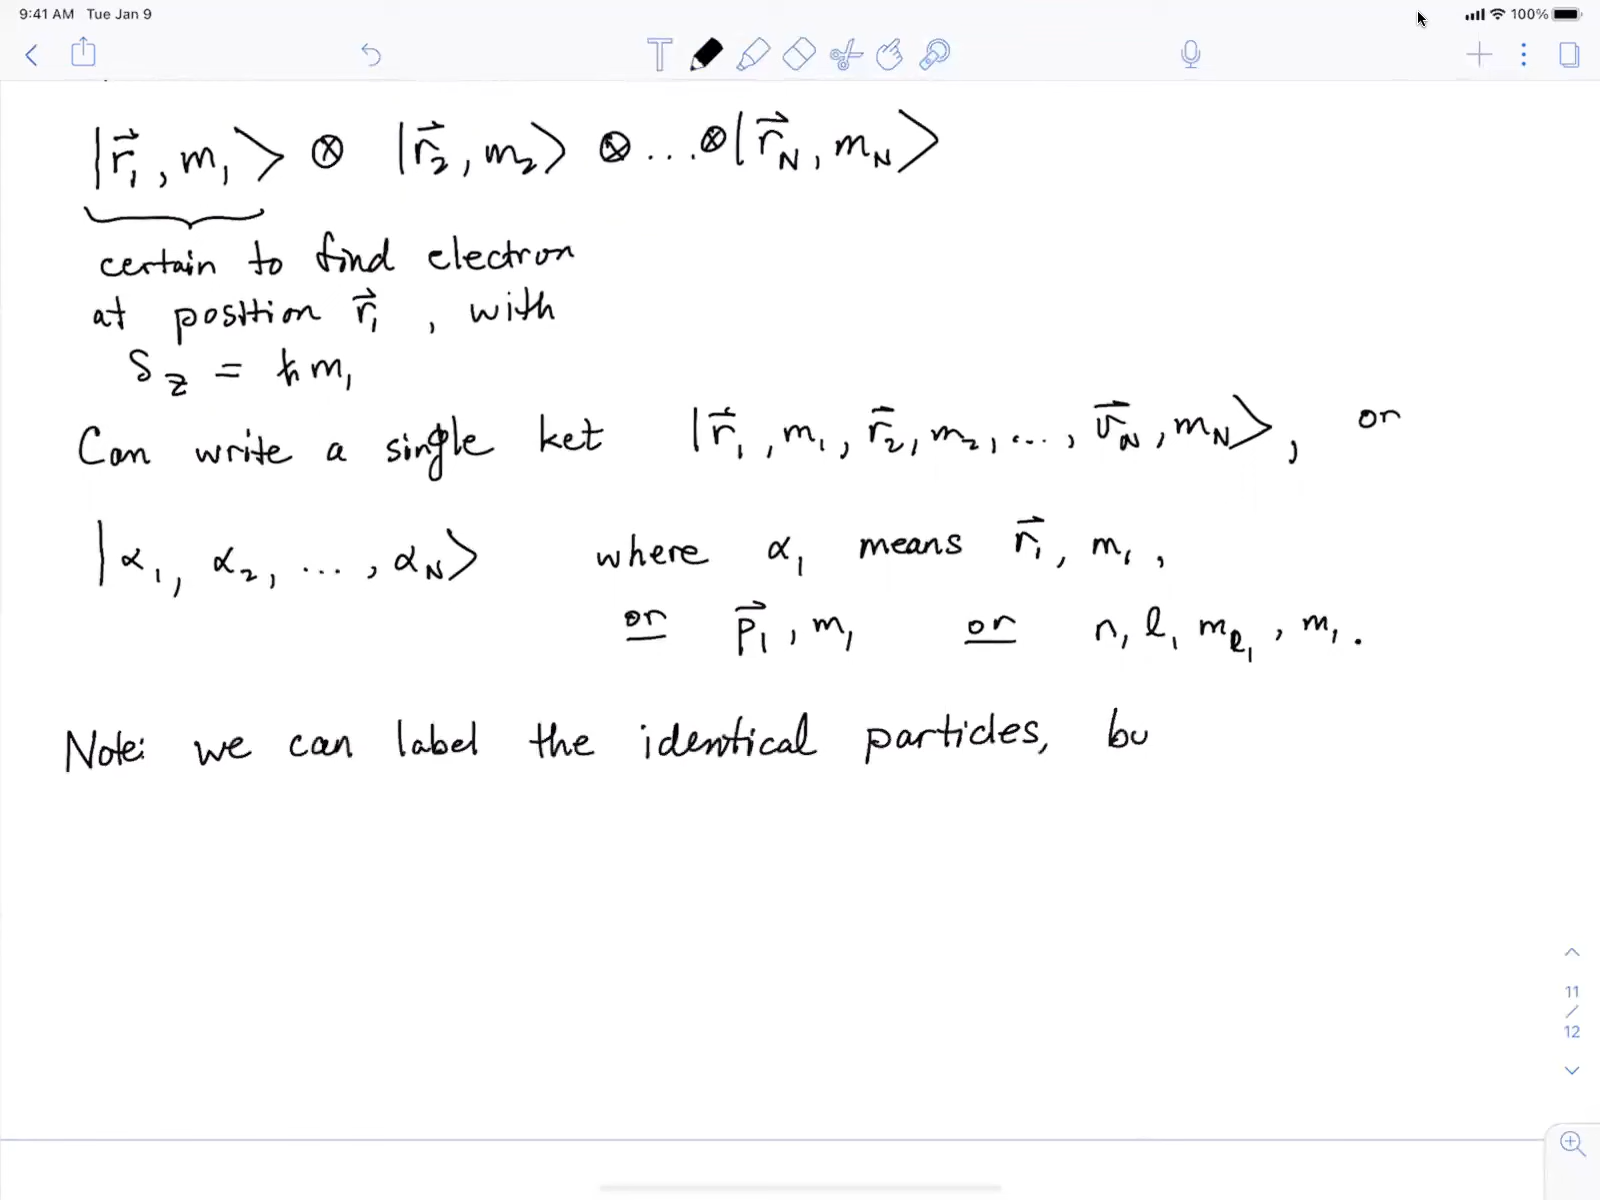 9:41 AM Tue Jan 9 100%
|r⃗₁, m₁⟩ ⊗ |r⃗₂, m₂⟩ ⊗ ... ⊗ |r⃗_N, m_N⟩
certain to find electron
at position r⃗₁, with
S_z = ħm₁
Can write a single ket |r⃗₁, m₁, r⃗₂, m₂, ..., r⃗_N, m_N⟩, or
|α₁, α₂, ..., α_N⟩ where α₁ means r⃗₁, m₁,
or p⃗₁, m₁ or n, l₁ m_ℓ₁, m₁.
Note: we can label the identical particles, bu
11
/
12